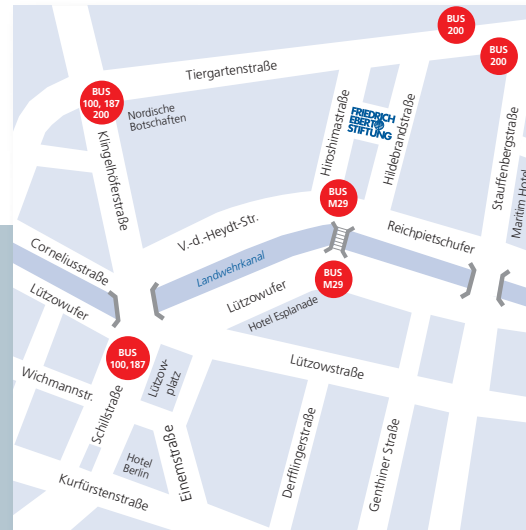 BUS
200
BUS
200
Tiergartenstraße
BUS
100, 187
200
Nordische
Botschaften
FRIEDRICH
EBERT
STIFTUNG
Hiroshimastraße
Hildebrandstraße
Stauffenbergstraße
Maritim Hotel
Klingelhöferstraße
BUS
M29
V.-d.-Heydt-Str.
Reichpietschufer
Corneliusstraße
Landwehrkanal
Lützowufer
Lützowufer
BUS
M29
Hotel Esplanade
BUS
100,187
Lützow-
platz
Lützowstraße
Wichmannstr.
Schillstraße
Einemstraße
Derfflingerstraße
Genthiner Straße
Hotel
Berlin
Kurfürstenstraße